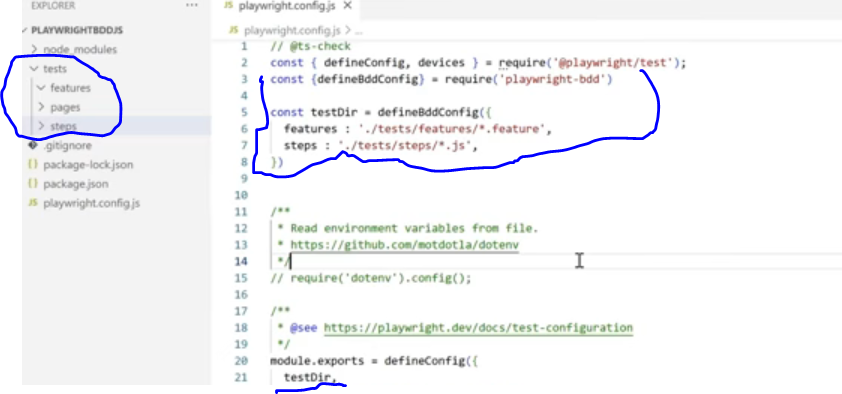 EXPLORER
PLAYWRIGHTBDDJS
node_modules
tests
features
pages
steps
.gitignore
package-lock.json
package.json
playwright.config.js
playwright.config.js
playwright.config.js > ...
1 // @ts-check
2 const { defineConfig, devices } = require('@playwright/test');
3 const {defineBddConfig} = require('playwright-bdd')
4
5 const testDir = defineBddConfig({
6 features : './tests/features/*.feature',
7 steps : './tests/steps/*.js',
8 })
9
10
11 /**
12 * Read environment variables from file.
13 * https://github.com/motdotla/dotenv
14 */
15 // require('dotenv').config();
16
17 /**
18 * @see https://playwright.dev/docs/test-configuration
19 */
20 module.exports = defineConfig({
21 testDir,